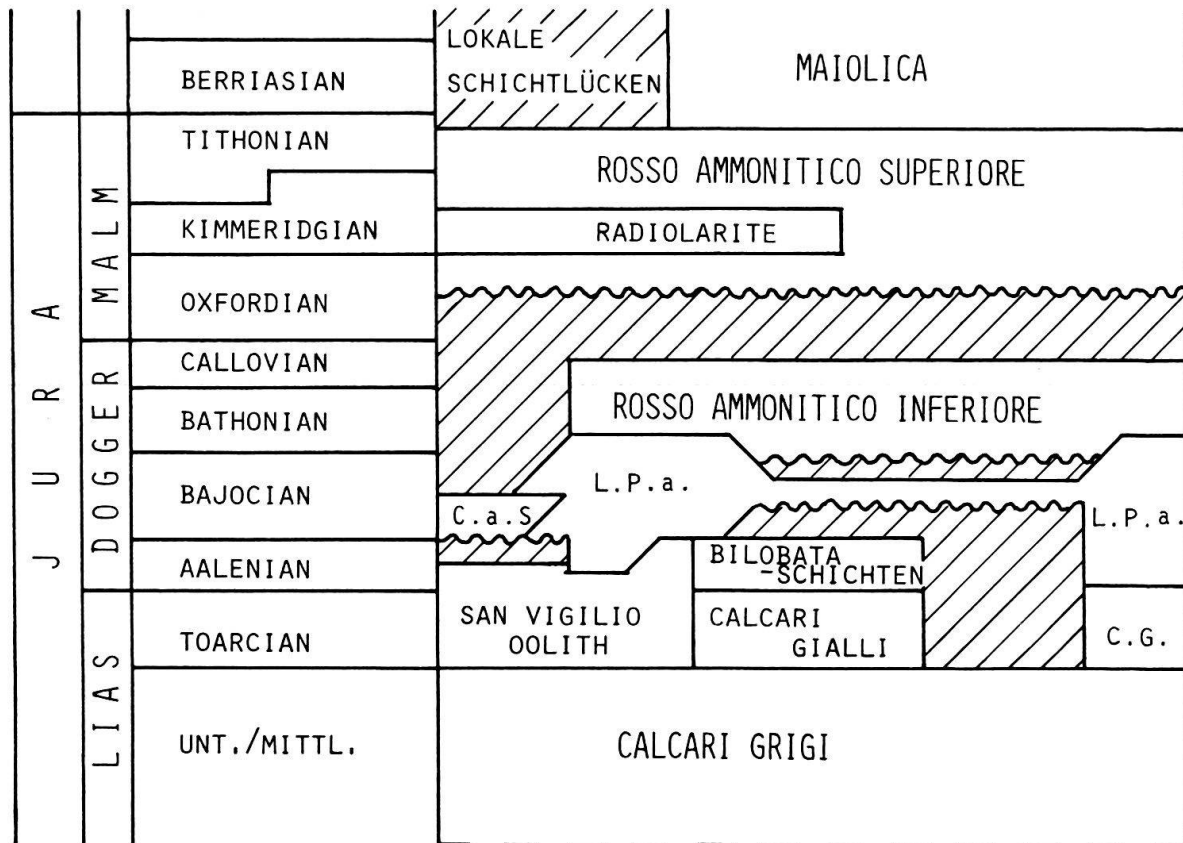 JURA
MALM
DOGGER
LIAS
BERRIASIAN
TITHONIAN
KIMMERIDGIAN
OXFORDIAN
CALLOVIAN
BATHONIAN
BAJOCIAN
AALENIAN
TOARCIAN
UNT./MITTL.
LOKALE
SCHICHTLÜCKEN
MAIOLICA
ROSSO AMMONITICO SUPERIORE
RADIOLARITE
ROSSO AMMONITICO INFERIORE
L.P.a.
C.a.S
L.P.a.
BILOBATA
-SCHICHTEN
SAN VIGILIO
OOLITH
CALCARI
GIALLI
C.G.
CALCARI GRIGI